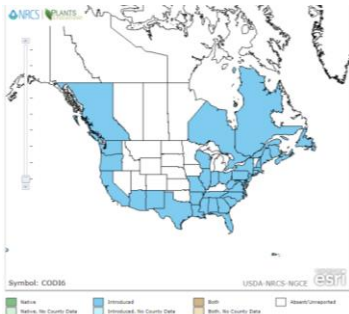 NRCS PLANTS
Symbol: CODI6
USDA-NRCS-NGCE
esri
Native
Introduced
Both
Absent/Unreported
Native, No County Data
Introduced, No County Data
Both, No County Data